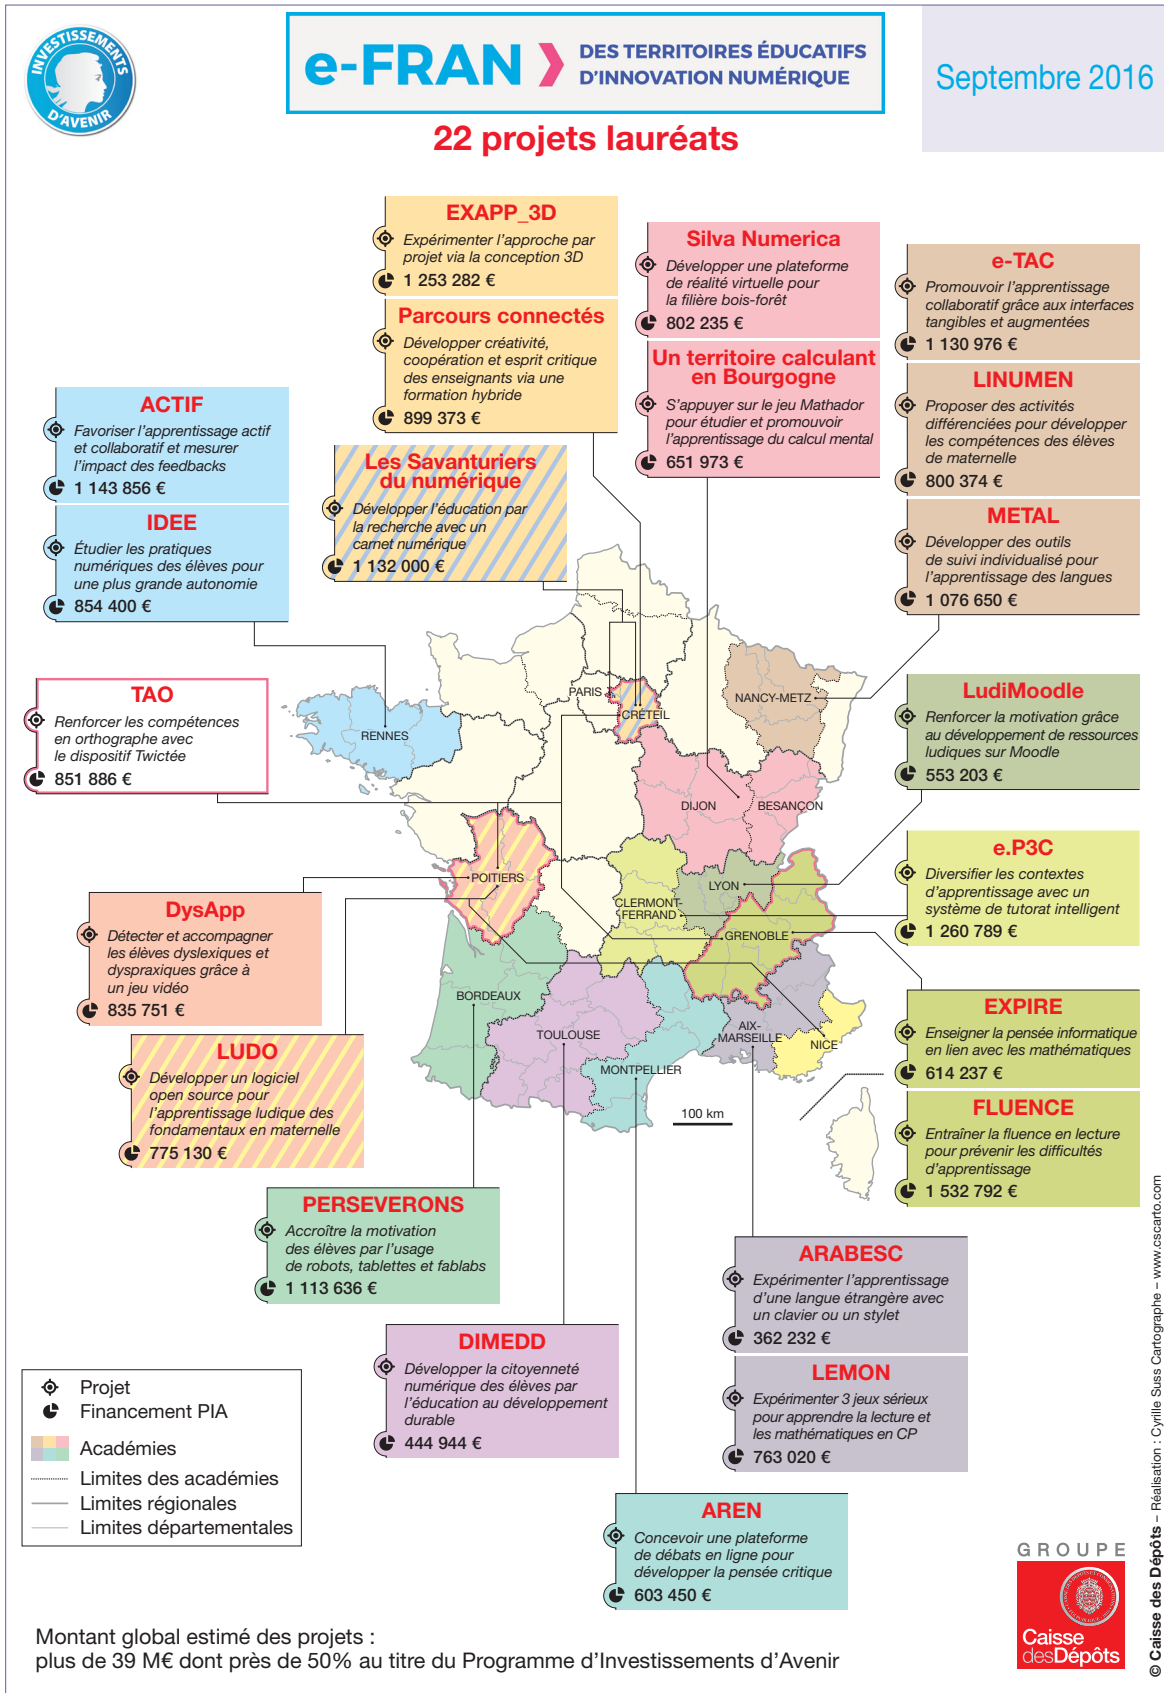 INVESTISSEMENTS
D'AVENIR
e-FRAN
DES TERRITOIRES ÉDUCATIFS
D'INNOVATION NUMÉRIQUE
Septembre 2016
22 projets lauréats
EXAPP_3D
Expérimenter l'approche par
projet via la conception 3D
1 253 282 €
Parcours connectés
Développer créativité,
coopération et esprit critique
des enseignants via une
formation hybride
899 373 €
Silva Numerica
Développer une plateforme
de réalité virtuelle pour
la filière bois-forêt
802 235 €
Un territoire calculant
en Bourgogne
S'appuyer sur le jeu Mathador
pour étudier et promouvoir
l'apprentissage du calcul mental
651 973 €
e-TAC
Promouvoir l'apprentissage
collaboratif grâce aux interfaces
tangibles et augmentées
1 130 976 €
LINUMEN
Proposer des activités
différenciées pour développer
les compétences des élèves
de maternelle
800 374 €
METAL
Développer des outils
de suivi individualisé pour
l'apprentissage des langues
1 076 650 €
ACTIF
Favoriser l'apprentissage actif
et collaboratif et mesurer
l'impact des feedbacks
1 143 856 €
IDEE
Étudier les pratiques
numériques des élèves pour
une plus grande autonomie
854 400 €
Les Savanturiers
du numérique
Développer l'éducation par
la recherche avec un
carnet numérique
1 132 000 €
TAO
Renforcer les compétences
en orthographe avec
le dispositif Twictée
851 886 €
LudiMoodle
Renforcer la motivation grâce
au développement de ressources
ludiques sur Moodle
553 203 €
e.P3C
Diversifier les contextes
d'apprentissage avec un
système de tutorat intelligent
1 260 789 €
DysApp
Détecter et accompagner
les élèves dyslexiques et
dyspraxiques grâce à
un jeu vidéo
835 751 €
LUDO
Développer un logiciel
open source pour
l'apprentissage ludique des
fondamentaux en maternelle
775 130 €
EXPIRE
Enseigner la pensée informatique
en lien avec les mathématiques
614 237 €
FLUENCE
Entraîner la fluence en lecture
pour prévenir les difficultés
d'apprentissage
1 532 792 €
PERSEVERONS
Accroître la motivation
des élèves par l'usage
de robots, tablettes et fablabs
1 113 636 €
DIMEDD
Développer la citoyenneté
numérique des élèves par
l'éducation au développement
durable
444 944 €
ARABESC
Expérimenter l'apprentissage
d'une langue étrangère avec
un clavier ou un stylet
362 232 €
LEMON
Expérimenter 3 jeux sérieux
pour apprendre la lecture et
les mathématiques en CP
763 020 €
AREN
Concevoir une plateforme
de débats en ligne pour
développer la pensée critique
603 450 €
PARIS
CRÉTEIL
NANCY-METZ
RENNES
DIJON
BESANÇON
POITIERS
LYON
CLERMONT-
FERRAND
GRENOBLE
BORDEAUX
TOULOUSE
AIX-
MARSEILLE
NICE
MONTPELLIER
100 km
Projet
Financement PIA
Académies
Limites des académies
Limites régionales
Limites départementales
Montant global estimé des projets :
plus de 39 M€ dont près de 50% au titre du Programme d'Investissements d'Avenir
GROUPE
Caisse
desDépôts
© Caisse des Dépôts – Réalisation : Cyrille Suss Cartographe – www.cscarto.com